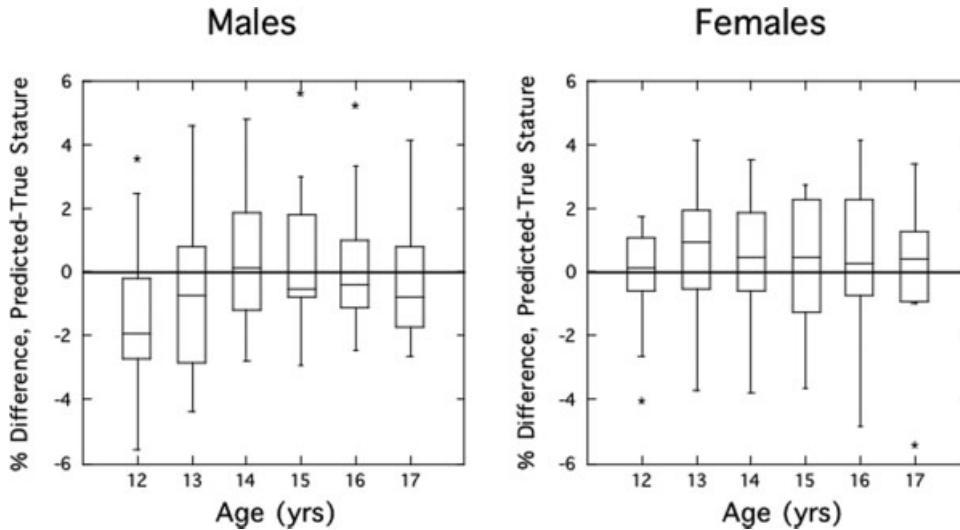 Males
% Difference, Predicted-True Stature
6
4
2
0
-2
-4
-6
12 13 14 15 16 17
Age (yrs)
Females
% Difference, Predicted-True Stature
6
4
2
0
-2
-4
-6
12 13 14 15 16 17
Age (yrs)